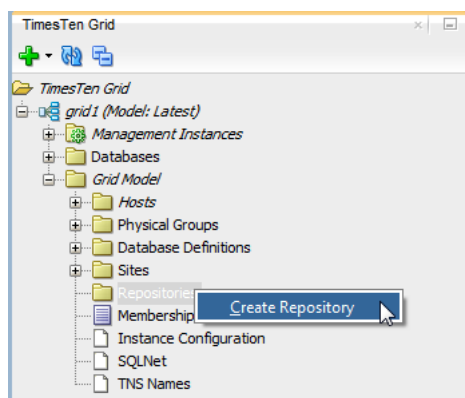 TimesTen Grid
TimesTen Grid
grid1 (Model: Latest)
Management Instances
Databases
Grid Model
Hosts
Physical Groups
Database Definitions
Sites
Repositories
Create Repository
Membership
Instance Configuration
SQLNet
TNS Names